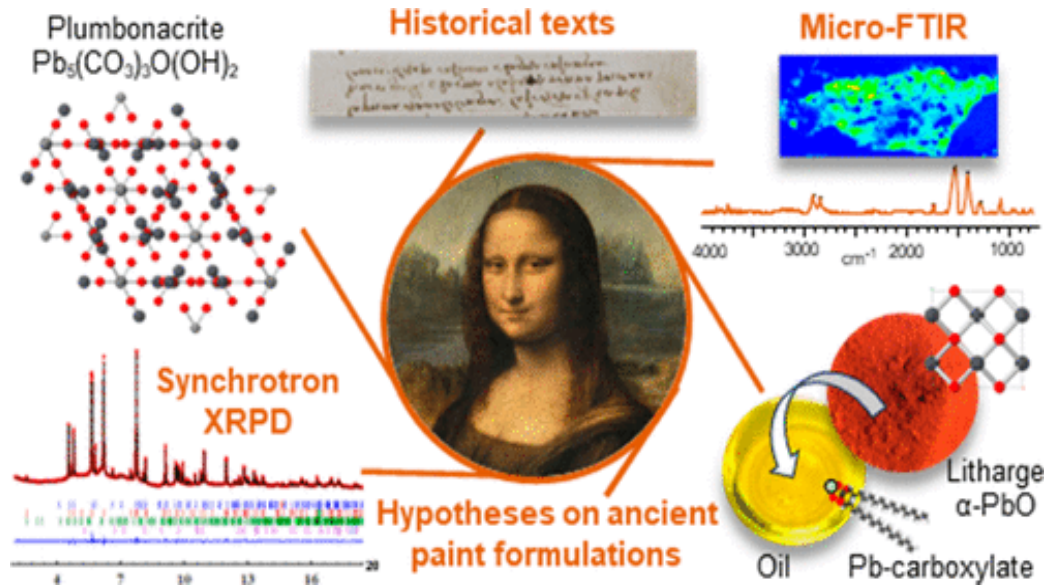 Plumbonacrite
Pb₅(CO₃)₃O(OH)₂
Historical texts
Micro-FTIR
4000 3000 2000 1000
cm⁻¹
Synchrotron
XRPD
4 7 10 13 16 2θ
Hypotheses on ancient
paint formulations
Litharge
α-PbO
Oil
Pb-carboxylate